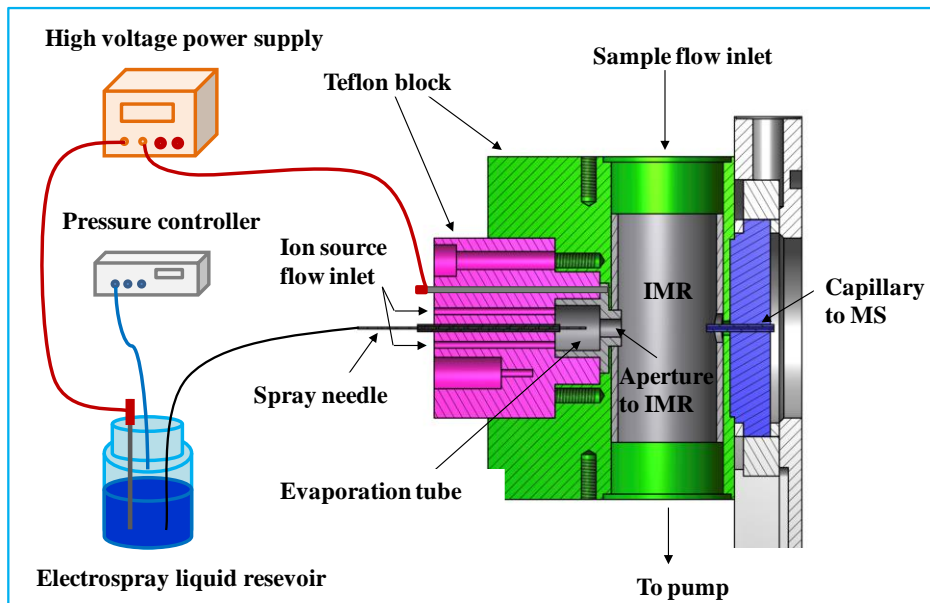 High voltage power supply
Sample flow inlet
Teflon block
Pressure controller
Ion source
flow inlet
IMR
Capillary
to MS
Aperture
to IMR
Spray needle
Evaporation tube
Electrospray liquid resevoir
To pump